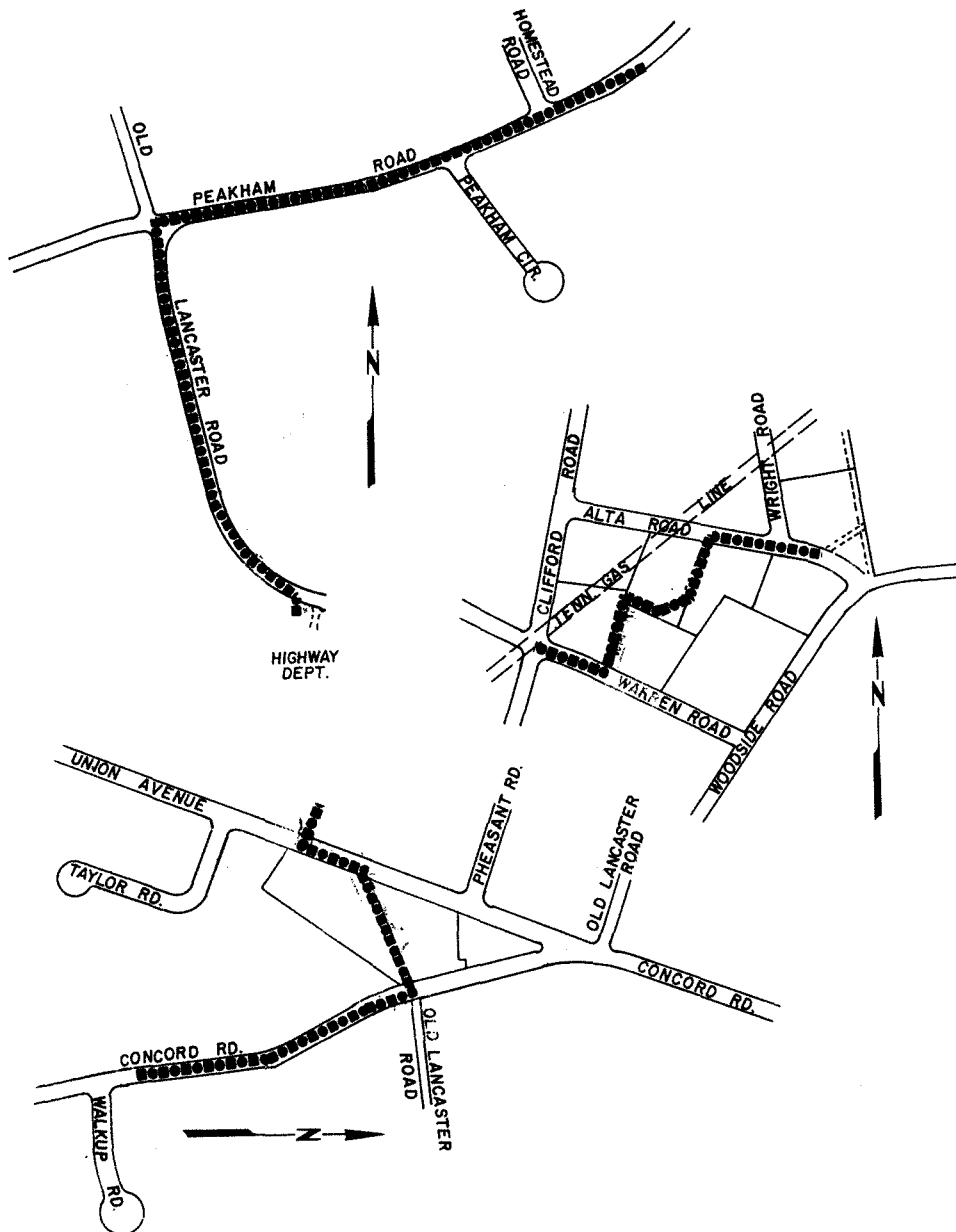 HOMESTEAD
ROAD
OLD
PEAKHAM ROAD
PEAKHAM CIR.
LANCASTER ROAD
N
HIGHWAY
DEPT.
CLIFFORD ROAD
ALTA ROAD
TENN. GAS LINE
WRIGHT ROAD
WARREN ROAD
WOODSIDE ROAD
N
UNION AVENUE
TAYLOR RD.
PHEASANT RD.
OLD LANCASTER
ROAD
CONCORD RD.
CONCORD RD.
OLD LANCASTER
ROAD
WALKUP RD.
N